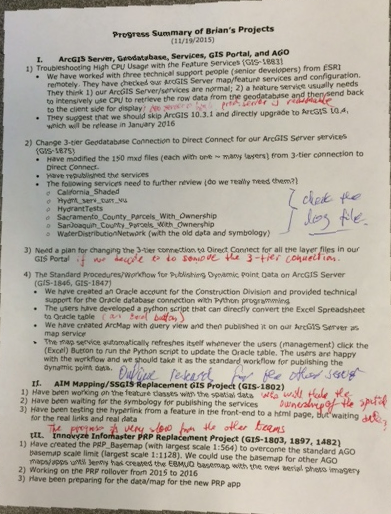 Progress Summary of Brian's Projects
(11/19/2015)
I. ArcGIS Server, Geodatabase, Services, GIS Portal, and AGO
1) Troubleshooting High CPU Usage with the Feature Services (GIS-1883)
• We have worked with three technical support people (senior developers) from ESRI
remotely. They have checked our ArcGIS Server map/feature services and configuration.
They think 1) our ArcGIS Server/services are normal; 2) a feature service usually needs
to intensively use CPU to retrieve the row data from the geodatabase and then send back
to the client side for display; server is reasonable
• They suggest that we should skip ArcGIS 10.3.1 and directly upgrade to ArcGIS 10.4,
which will be release in January 2016
2) Change 3-tier Geodatabase Connection to Direct Connect for our ArcGIS Server services
(GIS-1875)
• Have modified the 150 mxd files (each with one ~ many layers) from 3-tier connection to
Direct Connect.
• Have republished the services
• The following services need to further review (do we really need them?)
o California_Shaded
o
o HydrantTests
o Sacramento_County_Parcels_With_Ownership
o SanJoaquin_County_Parcels_With_Ownership
o WaterDistributionNetwork (with the old data and symbology)
check the
log file.
3) Need a plan for changing the 3-tier connection to Direct Connect for all the layer files in our
GIS Portal if we decide to remove the 3-tier connection.
4) The Standard Procedures/Workflow for Publishing Dynamic Point Data on ArcGIS Server
(GIS-1846, GIS-1847)
• We have created an Oracle account for the Construction Division and provided technical
support for the Oracle database connection with Python programming
• The users have developed a python script that can directly convert the Excel Spreadsheet
to Oracle table (an excel button)
• We have created ArcMap with query view and then published it on our ArcGIS Server as
map service
• The map service automatically refreshes itself whenever the users (management) click the
(Excel) Button to run the Python script to update the Oracle table. The users are happy
with the workflow and we should take it as the standard workflow for publishing the
dynamic point data.
research for the other
II. AIM Mapping/SSGIS Replacement GIS Project (GIS-1802)
1) Have been working on the feature classes with the spatial data who will take the
2) Have been waiting for the symbology for publishing the services ownership of the spatial
3) Have been testing the hyperlink from a feature in the front-end to a html page, but waiting data?
for the real links and real data
The progress is very slow from the other teams
III. Innovyze Infomaster PRP Replacement Project (GIS-1803, 1897, 1482)
1) Have created the PRP_Basemap (with largest scale 1:564) to overcome the standard AGO
basemap scale limit (largest scale 1:1128). We could use the basemap for other AGO
maps/apps until Jenny has created the EBMUD basemap with the new aerial photo imagery
2) Working on the PRP rollover from 2015 to 2016
3) Have been preparing for the data/map for the new PRP app